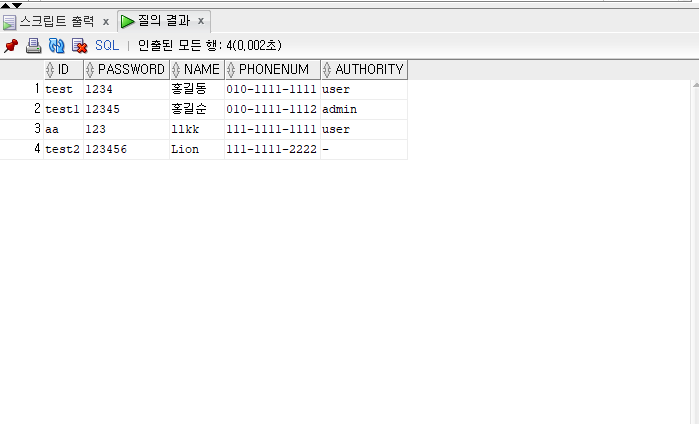 스크립트 출력 x 질의 결과 x
SQL | 인출된 모든 행: 4(0,002초)
ID PASSWORD NAME PHONENUM AUTHORITY
1 test 1234 홍길동 010-1111-1111 user
2 test1 12345 홍길순 010-1111-1112 admin
3 aa 123 llkk 111-1111-1111 user
4 test2 123456 Lion 111-1111-2222 -